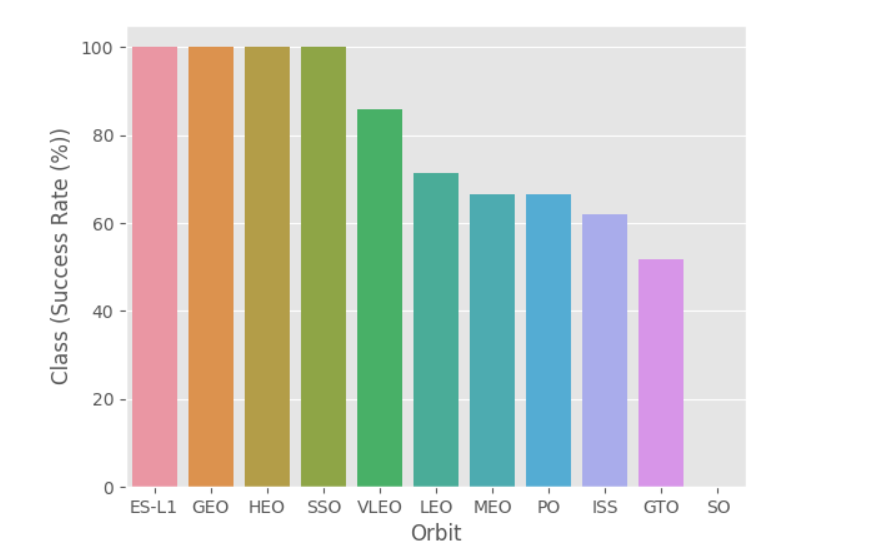 100
80
60
40
20
0
Class (Success Rate (%))
ES-L1 GEO HEO SSO VLEO LEO MEO PO ISS GTO SO
Orbit